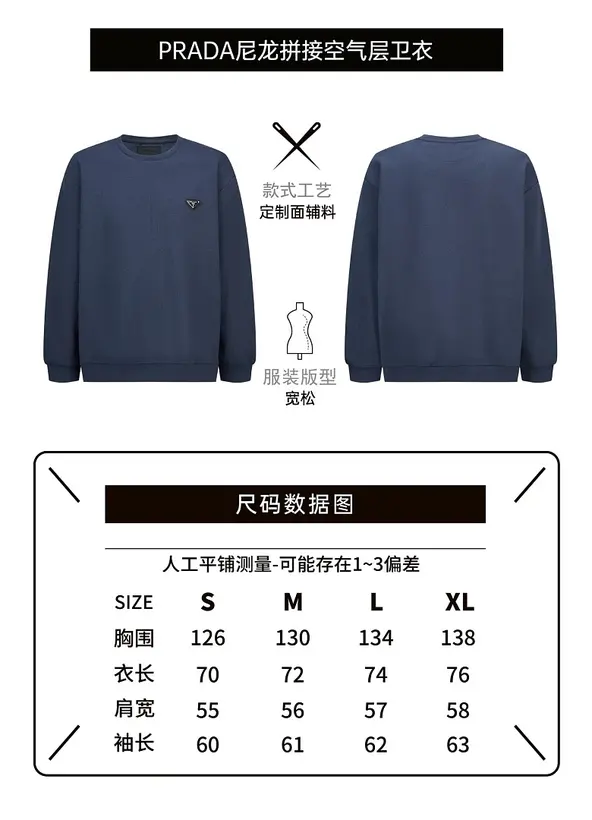 PRADA尼龙拼接空气层卫衣
款式工艺
定制面辅料
服装版型
宽松
尺码数据图
人工平铺测量-可能存在1~3偏差
SIZE S M L XL
胸围 126 130 134 138
衣长 70 72 74 76
肩宽 55 56 57 58
袖长 60 61 62 63